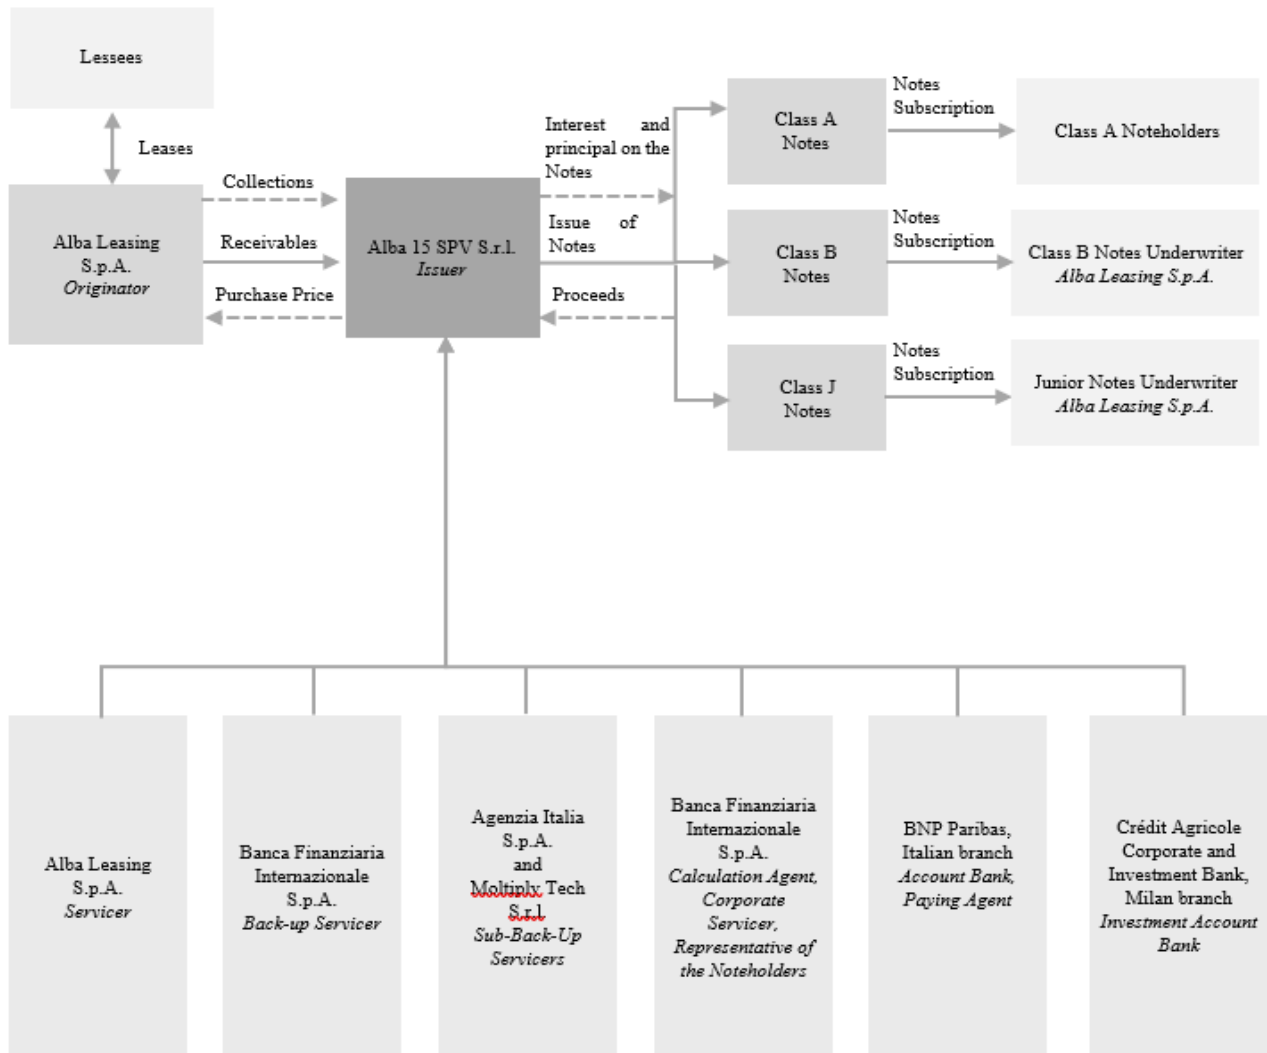 Lessees
Leases
Alba Leasing
S.p.A.
Originator
Collections
Receivables
Purchase Price
Alba 15 SPV S.r.l.
Issuer
Interest and
principal on the
Notes
Issue of
Notes
Proceeds
Class A
Notes
Notes
Subscription
Class A Noteholders
Class B
Notes
Notes
Subscription
Class B Notes Underwriter
Alba Leasing S.p.A.
Class J
Notes
Notes
Subscription
Junior Notes Underwriter
Alba Leasing S.p.A.
Alba Leasing
S.p.A.
Servicer
Banca Finanziaria
Internazionale
S.p.A.
Back-up Servicer
Agenzia Italia
S.p.A.
and
Moltiply Tech
S.r.l.
Sub-Back-Up
Servicers
Banca Finanziaria
Internazionale
S.p.A.
Calculation Agent,
Corporate
Servicer,
Representative of
the Noteholders
BNP Paribas,
Italian branch
Account Bank,
Paying Agent
Crédit Agricole
Corporate and
Investment Bank,
Milan branch
Investment Account
Bank